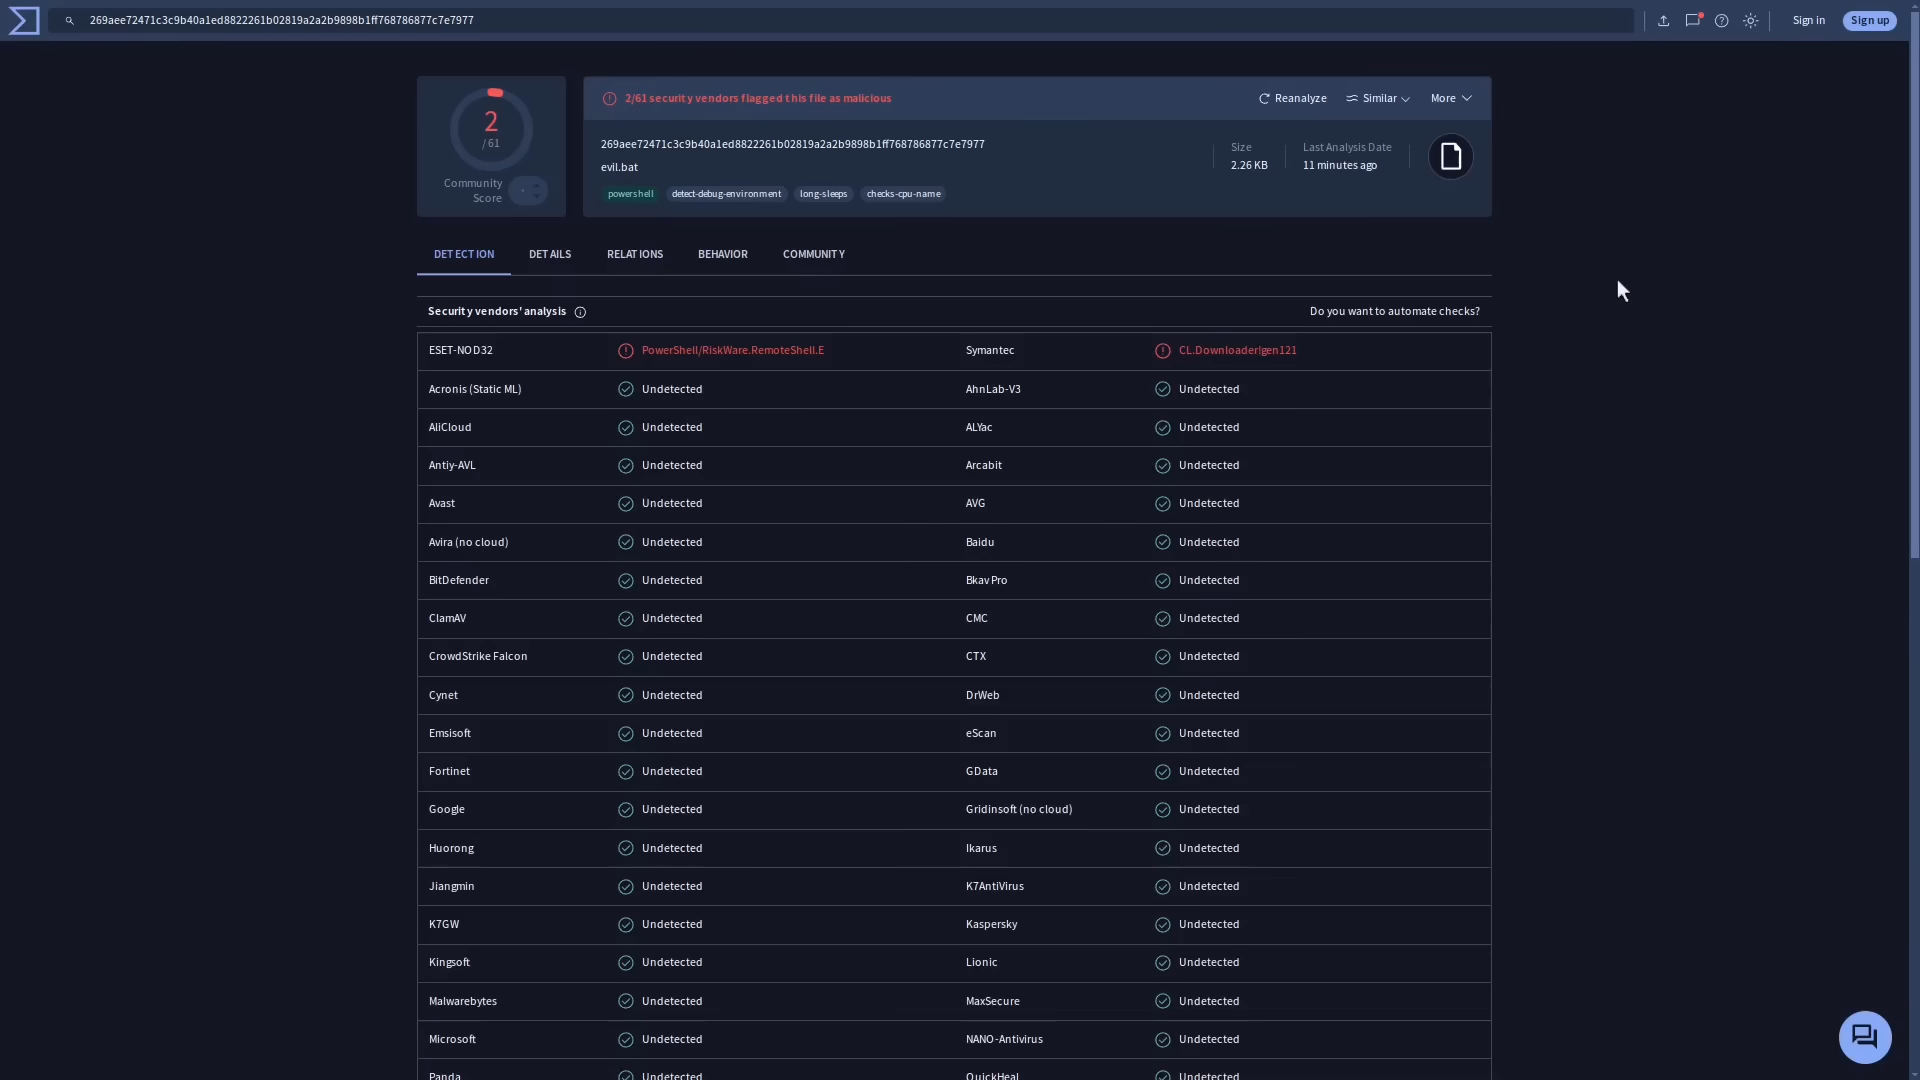 269aee72471c3c9b40a1ed8822261b02819a2a2b9898b1ff768786877c7e7977
Sign in
Sign up
2
/ 61
Community
Score
2/61 security vendors flagged this file as malicious
Reanalyze
Similar
More
269aee72471c3c9b40a1ed8822261b02819a2a2b9898b1ff768786877c7e7977
evil.bat
powershell detect-debug-environment long-sleeps checks-cpu-name
Size
2.26 KB
Last Analysis Date
11 minutes ago
DETECTION DETAILS RELATIONS BEHAVIOR COMMUNITY
Security vendors' analysis
Do you want to automate checks?
ESET-NOD32 PowerShell/RiskWare.RemoteShell.E Symantec CL.Downloader!gen121
Acronis (Static ML) Undetected AhnLab-V3 Undetected
AliCloud Undetected ALYac Undetected
Antiy-AVL Undetected Arcabit Undetected
Avast Undetected AVG Undetected
Avira (no cloud) Undetected Baidu Undetected
BitDefender Undetected Bkav Pro Undetected
ClamAV Undetected CMC Undetected
CrowdStrike Falcon Undetected CTX Undetected
Cynet Undetected DrWeb Undetected
Emsisoft Undetected eScan Undetected
Fortinet Undetected GData Undetected
Google Undetected Gridinsoft (no cloud) Undetected
Huorong Undetected Ikarus Undetected
Jiangmin Undetected K7AntiVirus Undetected
K7GW Undetected Kaspersky Undetected
Kingsoft Undetected Lionic Undetected
Malwarebytes Undetected MaxSecure Undetected
Microsoft Undetected NANO-Antivirus Undetected
Panda Undetected QuickHeal Undetected